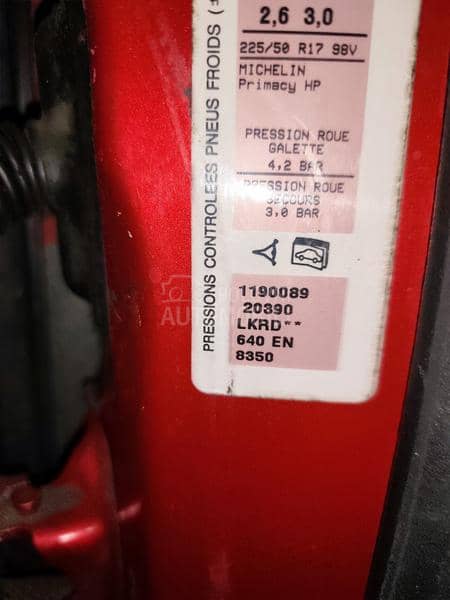 PRESSIONS CONTROLEES PNEUS FROIDS (
2,6 3,0
225/50 R17 98V
MICHELIN
Primacy HP
PRESSION ROUE
GALETTE
4,2 BAR
PRESSION ROUE
SECOURS
3,0 BAR
1190089
20390
LKRD**
640 EN
8350